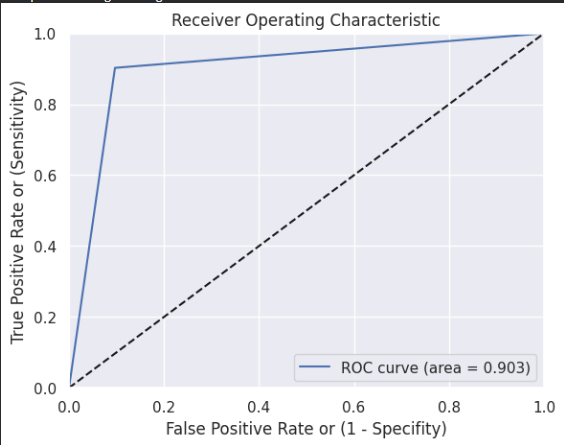 Receiver Operating Characteristic
True Positive Rate or (Sensitivity)
1.0
0.8
0.6
0.4
0.2
0.0
ROC curve (area = 0.903)
0.0 0.2 0.4 0.6 0.8 1.0
False Positive Rate or (1 - Specifity)